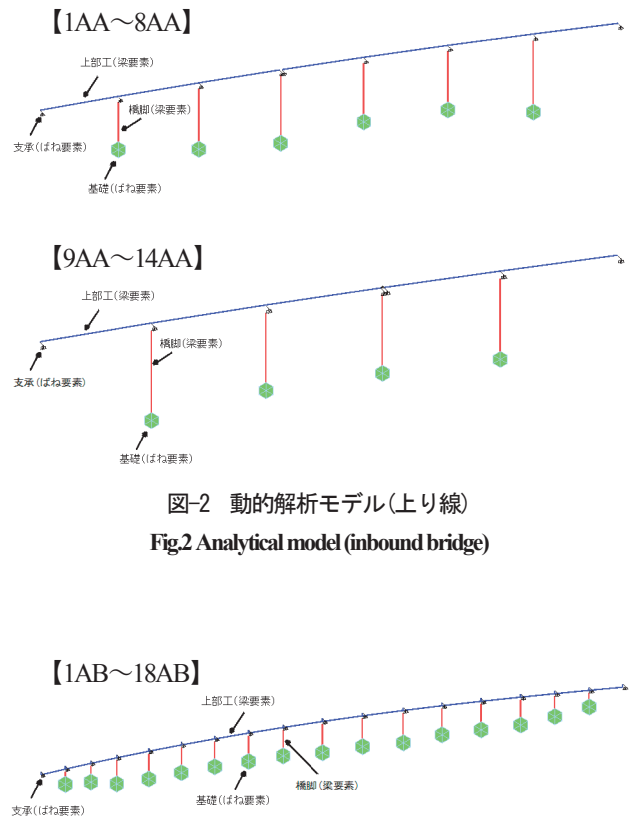 【1AA～8AA】
上部工(梁要素)
橋脚(梁要素)
支承(ばね要素)
基礎(ばね要素)
【9AA～14AA】
上部工(梁要素)
橋脚(梁要素)
支承(ばね要素)
基礎(ばね要素)
図-2　動的解析モデル(上り線)
Fig.2 Analytical model (inbound bridge)
【1AB～18AB】
上部工(梁要素)
橋脚(梁要素)
基礎(ばね要素)
支承(ばね要素)